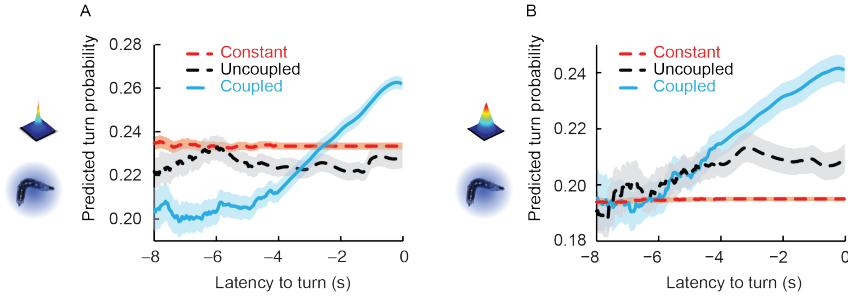 A
Predicted turn probability
0.28
0.26
0.24
0.22
0.20
Constant
Uncoupled
Coupled
–8
–6
–4
–2
0
Latency to turn (s)
B
Predicted turn probability
0.24
0.21
0.20
0.18
Constant
Uncoupled
Coupled
−8
−6
−4
−2
0
Latency to turn (s)